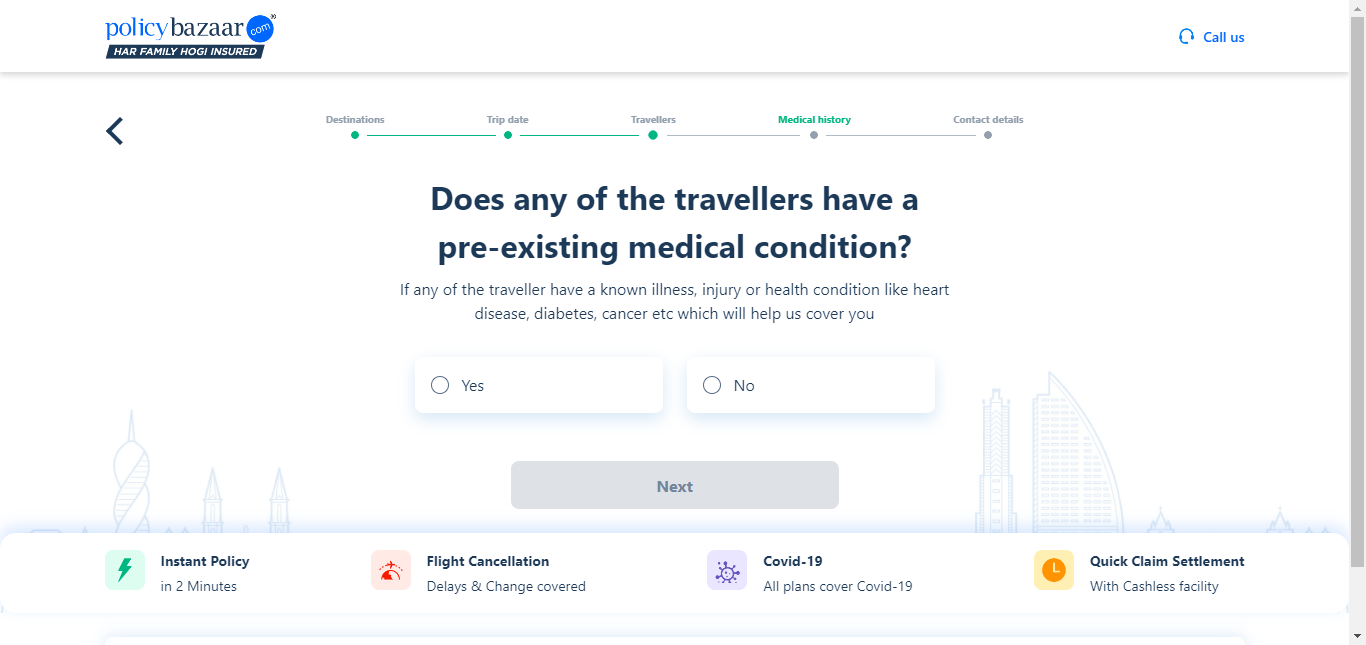 policybazaar.com®
HAR FAMILY HOGI INSURED
Call us
Destinations
Trip date
Travellers
Medical history
Contact details
Does any of the travellers have a
pre-existing medical condition?
If any of the traveller have a known illness, injury or health condition like heart
disease, diabetes, cancer etc which will help us cover you
Yes
No
Next
Instant Policy
in 2 Minutes
Flight Cancellation
Delays & Change covered
Covid-19
All plans cover Covid-19
Quick Claim Settlement
With Cashless facility